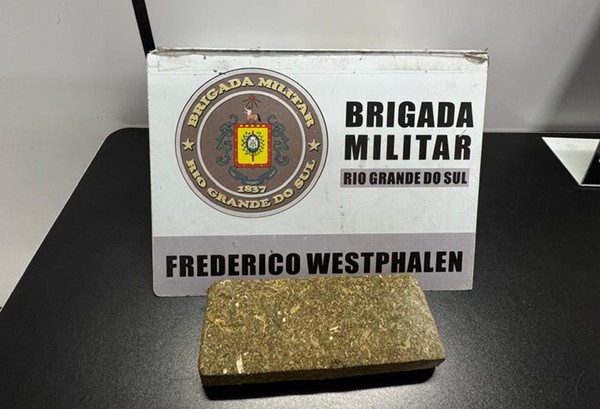 BRIGADA MILITAR
RIO GRANDE DO SUL
1837
BRIGADA
MILITAR
RIO GRANDE DO SUL
FREDERICO WESTPHALEN